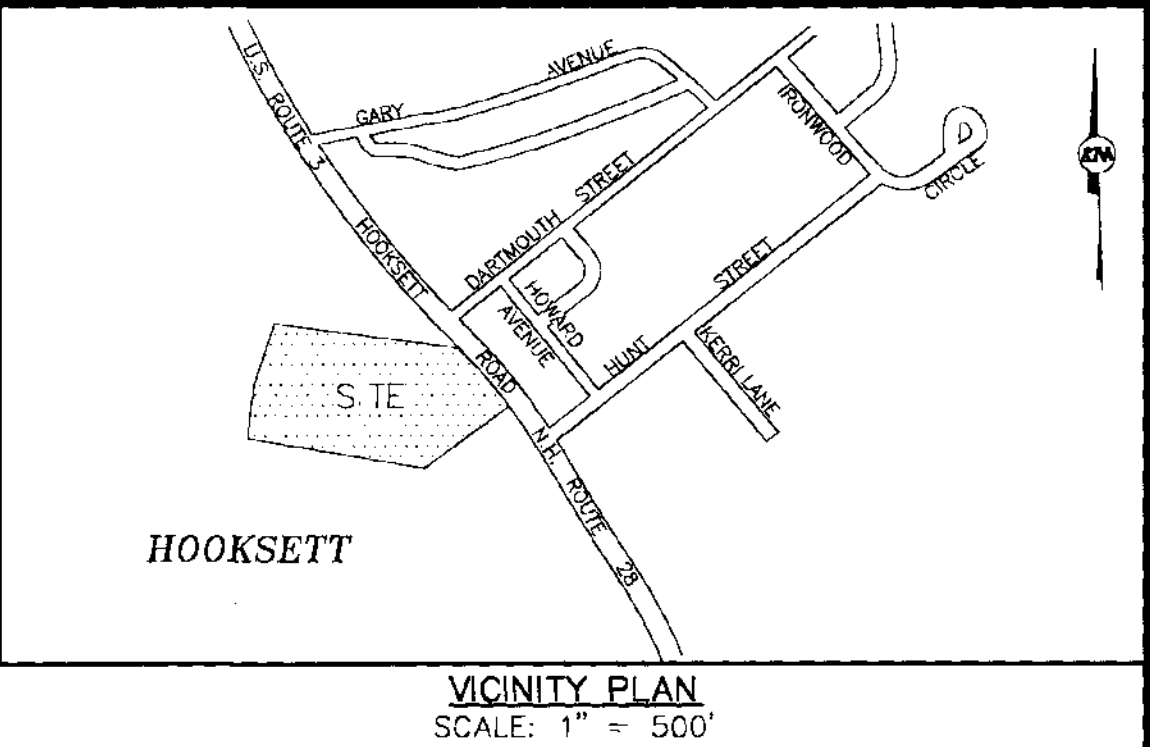 U.S. ROUTE 3
GARY AVENUE
HOOKSETT ROAD
DARTMOUTH STREET
IRONWOOD
CIRCLE
HOWARD
AVENUE
HUNT STREET
KERRI LANE
S TE
N.H. ROUTE 28
HOOKSETT
VICINITY PLAN
SCALE: 1" = 500'